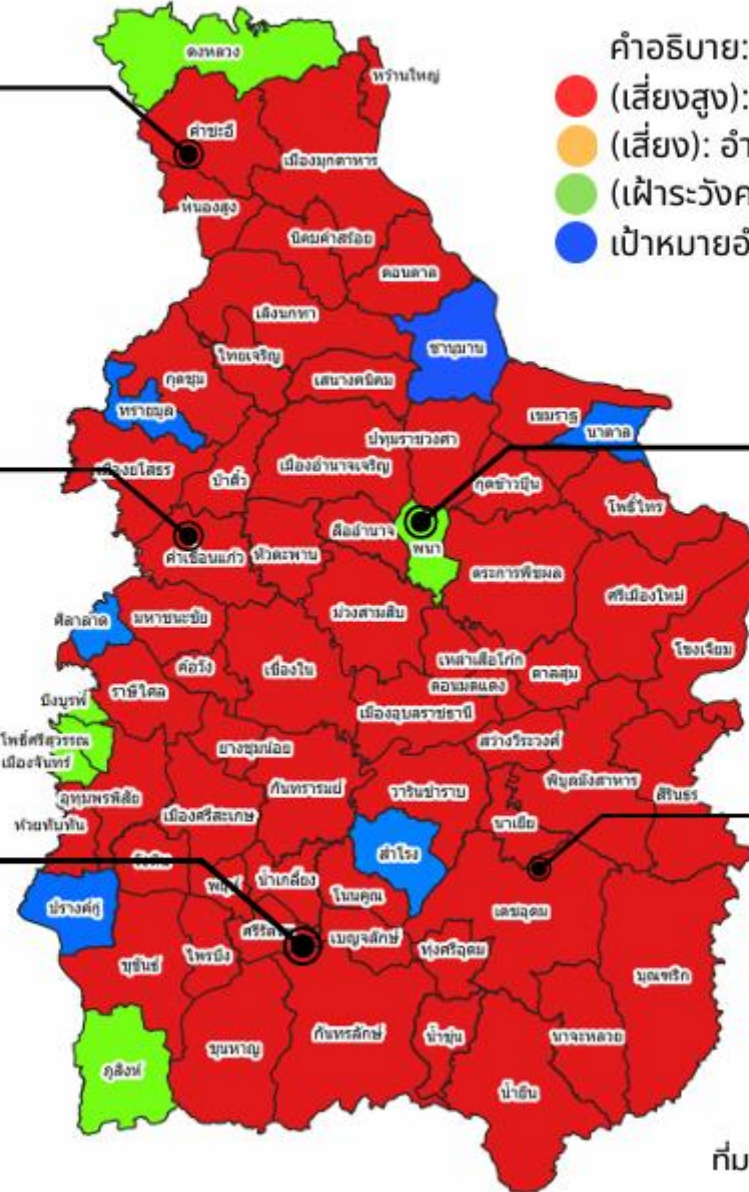 คำอธิบาย:
(เสี่ยงสูง):
(เสี่ยง): อำ
(เฝ้าระวังค
เป้าหมายอำ
ดงหลวง
หว้านใหญ่
คำชะอี
เมืองมุกดาหาร
หนองสูง
นิคมคำสร้อย
ดอนตาล
เลิงนกทา
ชานุมาน
ไทยเจริญ
กุดชุม
เสนางคนิคม
ทรายมูล
เขมราฐ
นาตาล
ปทุมราชวงศา
เมืองอำนาจเจริญ
เมืองยโสธร
ป่าติ้ว
กุดข้าวปุ้น
โพธิ์ไทร
ลืออำนาจ
พนา
คำเขื่อนแก้ว
หัวตะพาน
ตระการพืชผล
ศรีเมืองใหม่
ม่วงสามสิบ
ศิลาลาด
มหาชนะชัย
โขงเจียม
เหล่าเสือโก้ก
ค้อวัง
เขื่องใน
ตาลสุม
ดอนมดแดง
ราษีไศล
บึงบูรพ์
เมืองอุบลราชธานี
โพธิ์ศรีสุวรรณ
ยางชุมน้อย
สว่างวีระวงศ์
เมืองจันทร์
พิบูลมังสาหาร
สิรินธร
กันทรารมย์
วารินชำราบ
อุทุมพรพิสัย
เมืองศรีสะเกษ
ห้วยทับทัน
นาเยีย
สำโรง
วังหิน
พยุห์
น้ำเกลี้ยง
โนนคูณ
ปรางค์กู่
เดชอุดม
ศรีรัตนะ
เบญจลักษ์
ทุ่งศรีอุดม
ขุขันธ์
ไพรบึง
บุณฑริก
กันทรลักษ์
น้ำขุ่น
นาจะหลวย
ขุนหาญ
ภูสิงห์
น้ำยืน
ที่ม